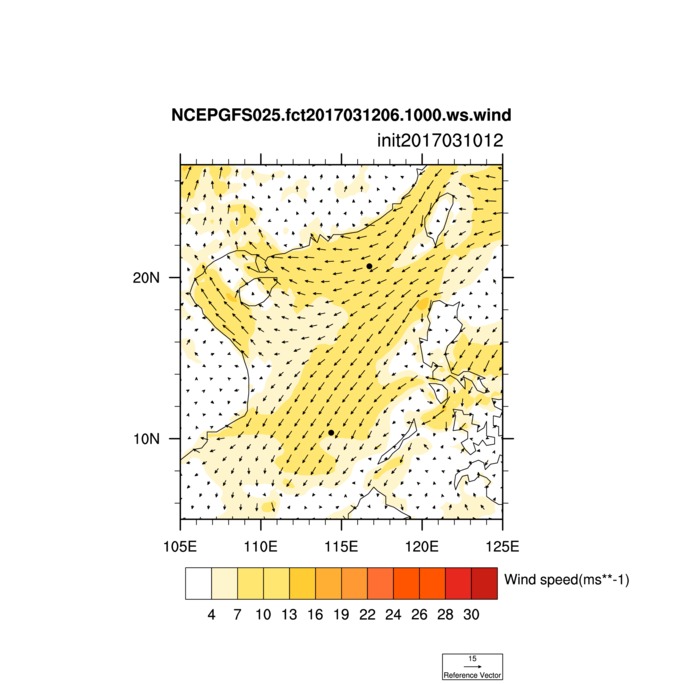 NCEPGFS025.fct2017031206.1000.ws.wind
init2017031012
20N
10N
105E 110E 115E 120E 125E
Wind speed(ms**-1)
4 7 10 13 16 19 22 24 26 28 30
15
Reference Vector